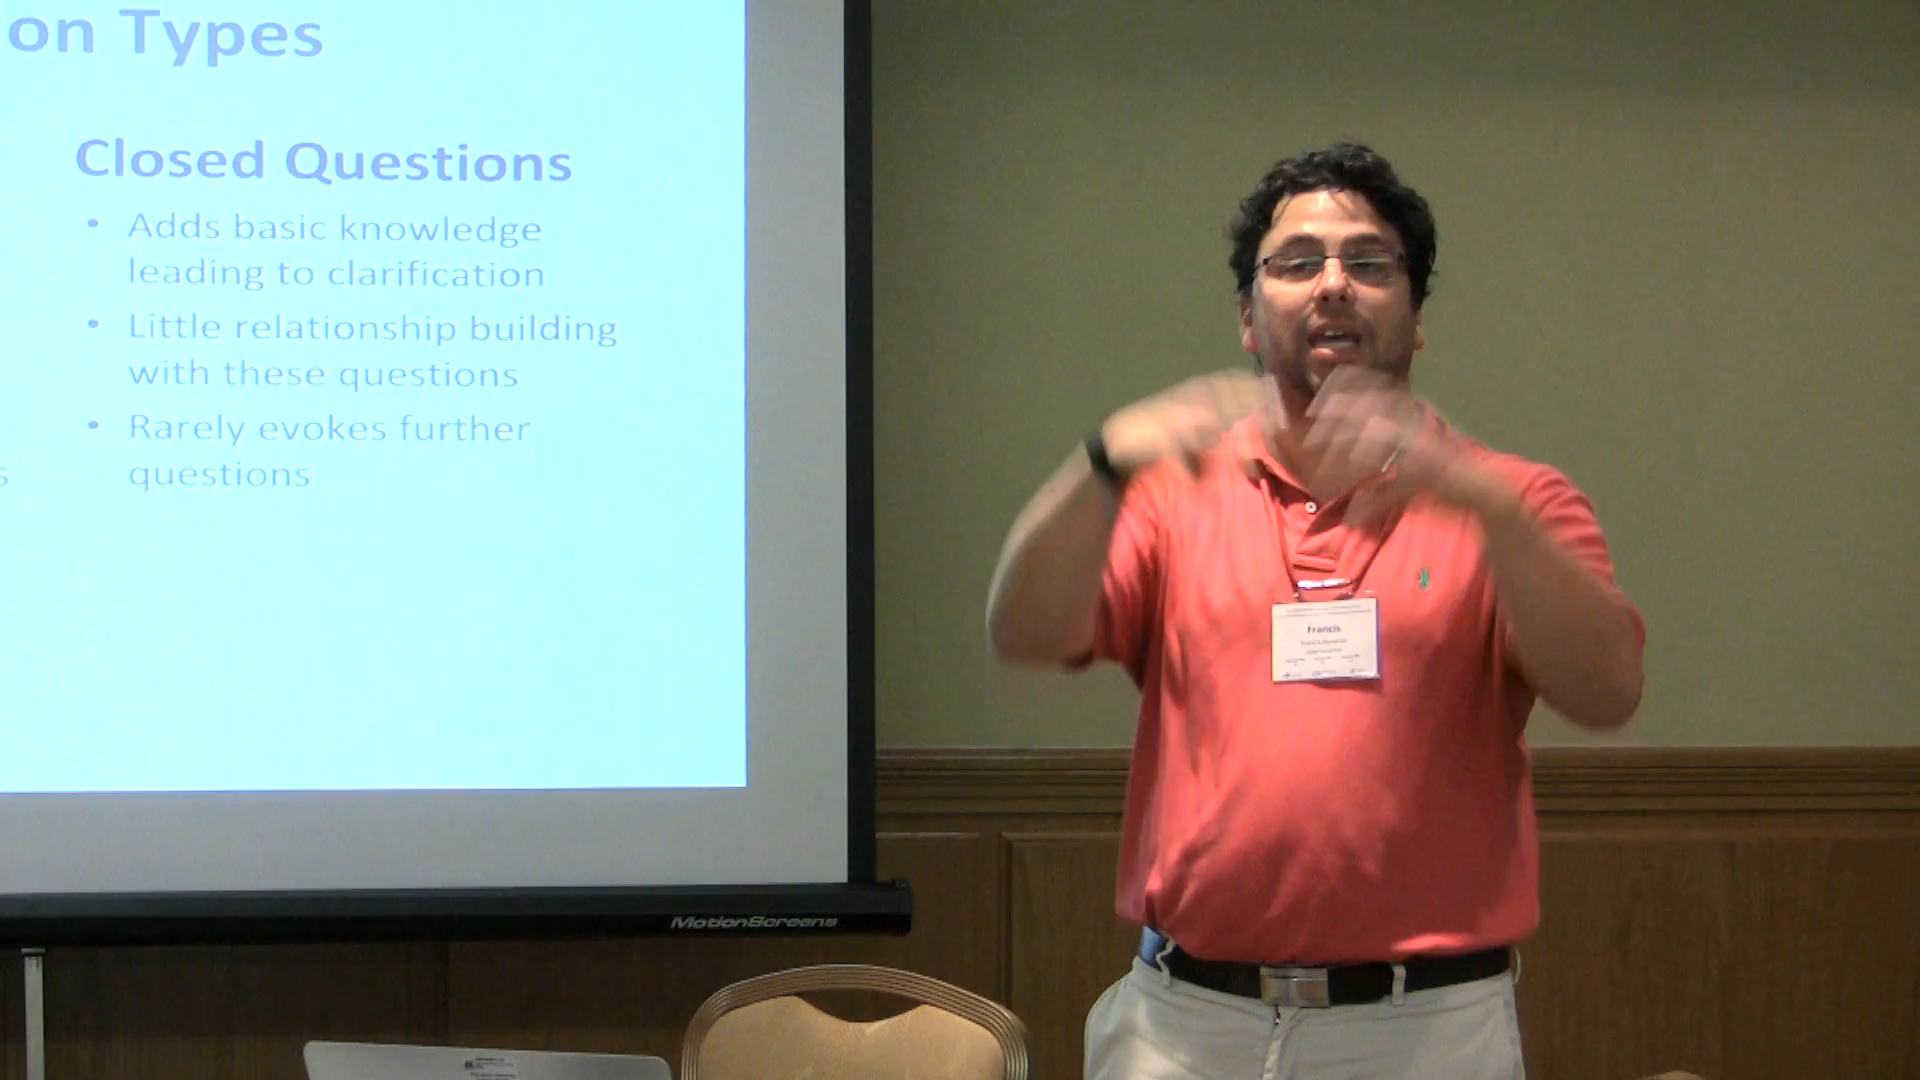 on Types
Closed Questions
• Adds basic knowledge
leading to clarification
• Little relationship building
with these questions
• Rarely evokes further
questions
s
MotionScreens
Francis